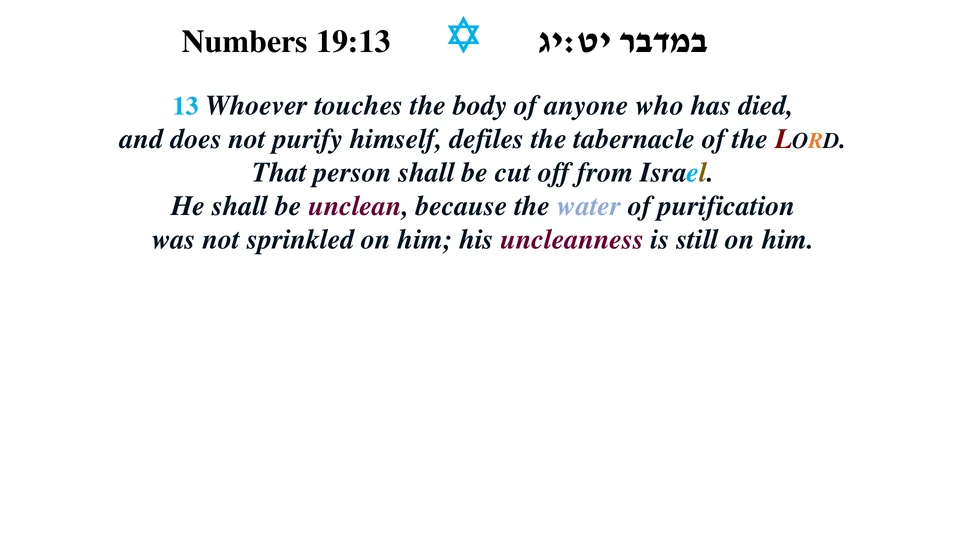 Numbers 19:13 ✡ במדבר יט:יג
13 Whoever touches the body of anyone who has died,
and does not purify himself, defiles the tabernacle of the LORD.
That person shall be cut off from Israel.
He shall be unclean, because the water of purification
was not sprinkled on him; his uncleanness is still on him.